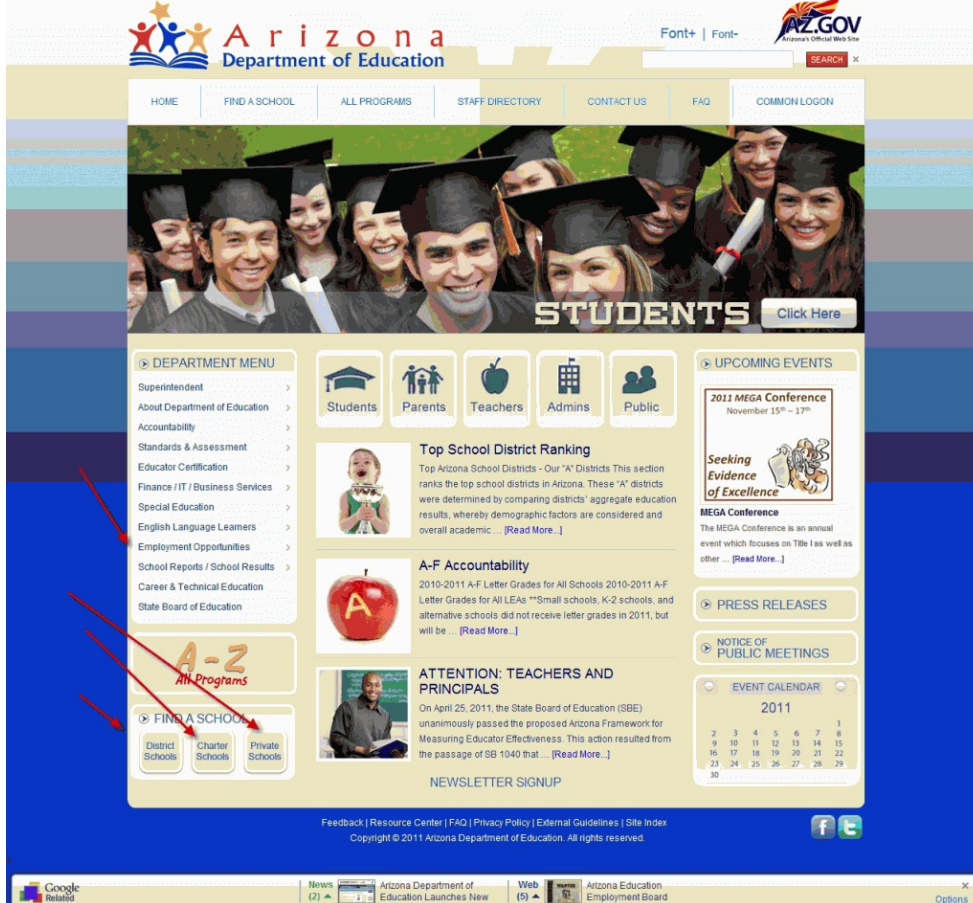 Arizona
Department of Education
Font+ | Font-
AZ.GOV
Arizona's Official Web Site
SEARCH ×
HOME FIND A SCHOOL ALL PROGRAMS STAFF DIRECTORY CONTACT US FAQ COMMON LOGON
STUDENTS
Click Here
DEPARTMENT MENU
Superintendent
About Department of Education
Accountability
Standards & Assessment
Educator Certification
Finance / IT / Business Services
Special Education
English Language Learners
Employment Opportunities
School Reports / School Results
Career & Technical Education
State Board of Education
A-Z
All Programs
FIND A SCHOOL
District Schools
Charter Schools
Private Schools
Students Parents Teachers Admins Public
Top School District Ranking
Top Arizona School Districts - Our "A" Districts This section
ranks the top school districts in Arizona. These "A" districts
were determined by comparing districts' aggregate education
results, whereby demographic factors are considered and
overall academic ... [Read More...]
A-F Accountability
A
2010-2011 A-F Letter Grades for All Schools 2010-2011 A-F
Letter Grades for All LEAs **Small schools, K-2 schools, and
alternative schools did not receive letter grades in 2011, but
will be ... [Read More...]
ATTENTION: TEACHERS AND
PRINCIPALS
On April 25, 2011, the State Board of Education (SBE)
unanimously passed the proposed Arizona Framework for
Measuring Educator Effectiveness. This action resulted from
the passage of SB 1040 that ... [Read More...]
NEWSLETTER SIGNUP
UPCOMING EVENTS
2011 MEGA Conference
November 15th – 17th
Seeking
Evidence
of Excellence
MEGA Conference
The MEGA Conference is an annual
event which focuses on Title I as well as
other ... [Read More...]
PRESS RELEASES
NOTICE OF
PUBLIC MEETINGS
EVENT CALENDAR
2011
1
2 3 4 5 6 7 8
9 10 11 12 13 14 15
16 17 18 19 20 21 22
23 24 25 26 27 28 29
30
Feedback | Resource Center | FAQ | Privacy Policy | External Guidelines | Site Index
Copyright © 2011 Arizona Department of Education. All rights reserved.
Google
Related
News
(2)
Arizona Department of
Education Launches New
Web
(5)
Arizona Education
Employment Board
×
Options